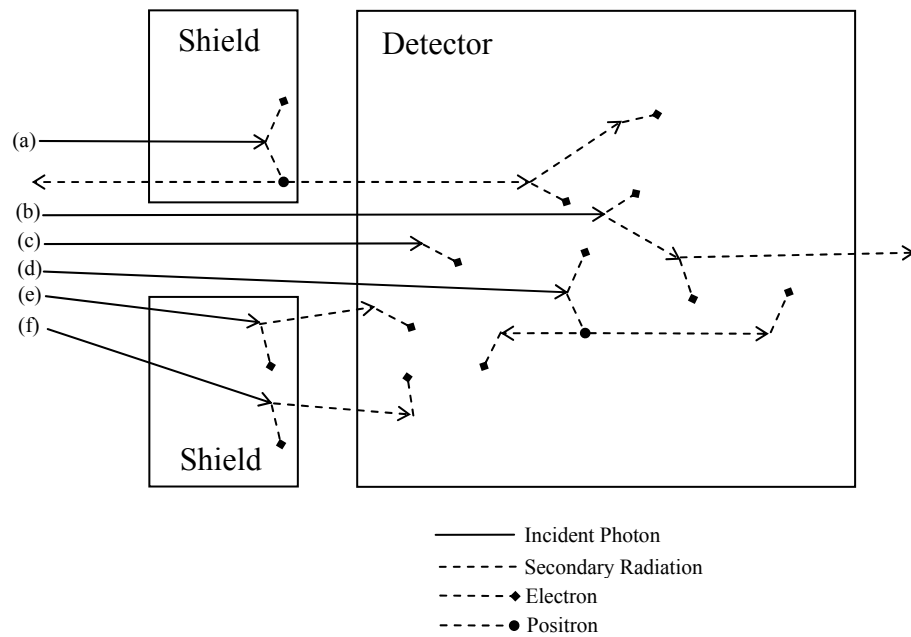 Shield
Detector
(a)
(b)
(c)
(d)
(e)
(f)
Shield
Incident Photon
Secondary Radiation
Electron
Positron